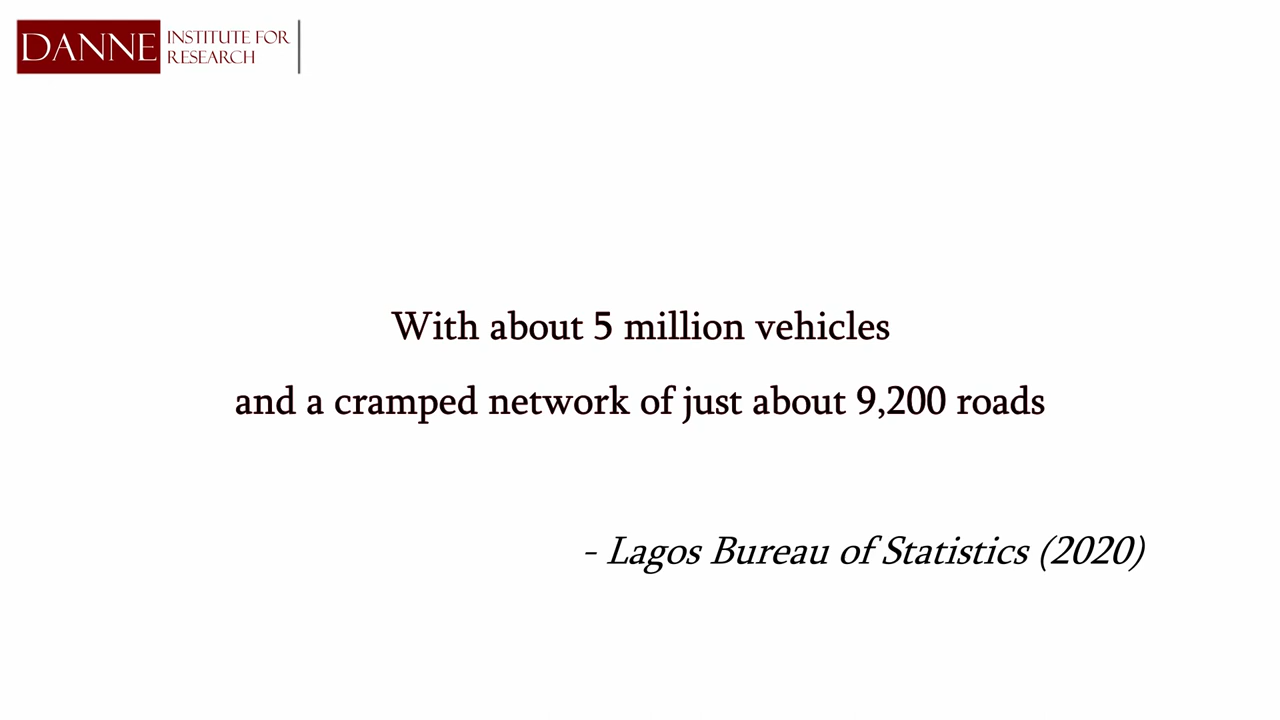 DANNE
INSTITUTE FOR
RESEARCH
With about 5 million vehicles
and a cramped network of just about 9,200 roads
- Lagos Bureau of Statistics (2020)